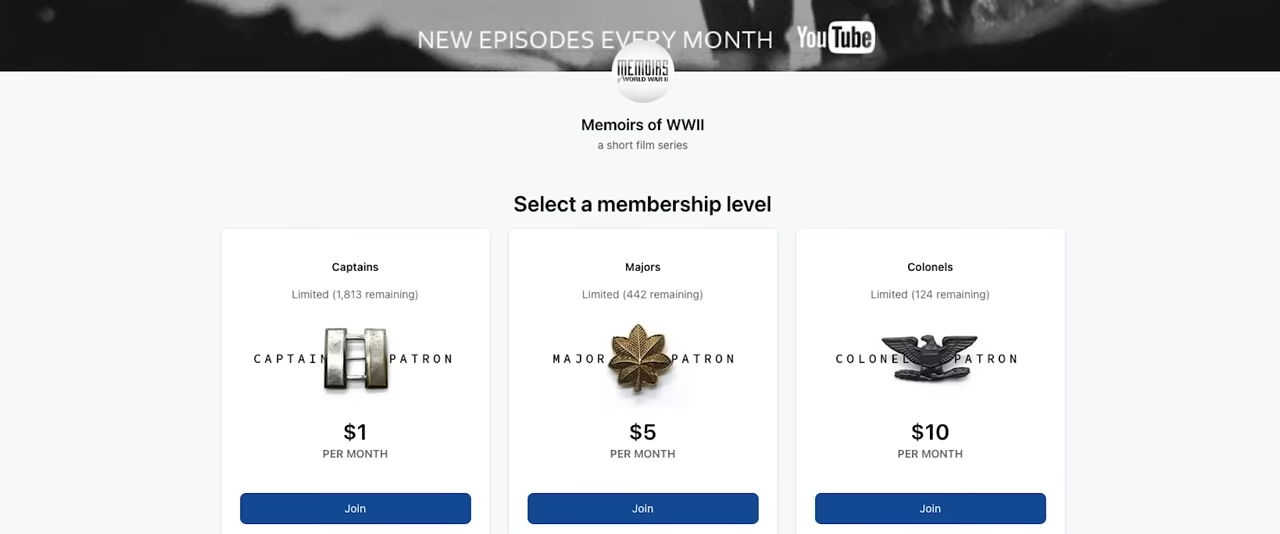 NEW EPISODES EVERY MONTH YouTube
MEMOIRS
OF WORLD WAR II
Memoirs of WWII
a short film series
Select a membership level
Captains
Limited (1,813 remaining)
CAPTAIN PATRON
$1
PER MONTH
Join
Majors
Limited (442 remaining)
MAJOR PATRON
$5
PER MONTH
Join
Colonels
Limited (124 remaining)
COLONEL PATRON
$10
PER MONTH
Join